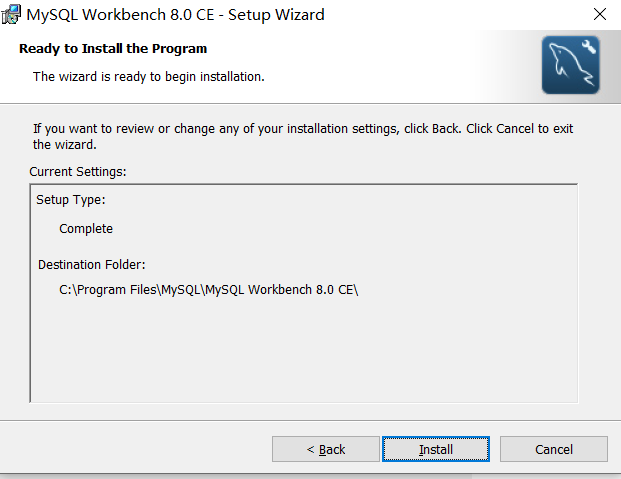 MySQL Workbench 8.0 CE - Setup Wizard
Ready to Install the Program
The wizard is ready to begin installation.
If you want to review or change any of your installation settings, click Back. Click Cancel to exit
the wizard.
Current Settings:
Setup Type:
Complete
Destination Folder:
C:\Program Files\MySQL\MySQL Workbench 8.0 CE\
< Back
Install
Cancel